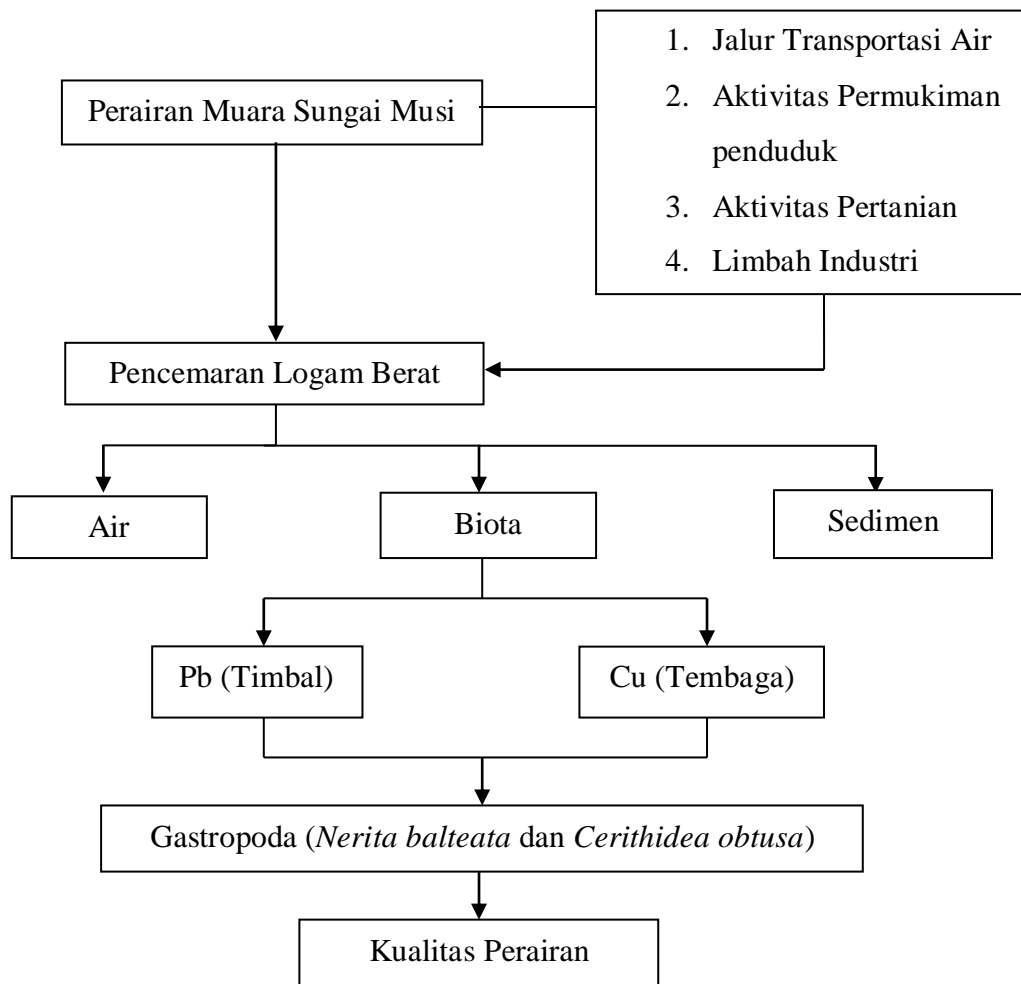 Perairan Muara Sungai Musi
1. Jalur Transportasi Air
2. Aktivitas Permukiman
penduduk
3. Aktivitas Pertanian
4. Limbah Industri
Pencemaran Logam Berat
Air
Biota
Sedimen
Pb (Timbal)
Cu (Tembaga)
Gastropoda (Nerita balteata dan Cerithidea obtusa)
Kualitas Perairan